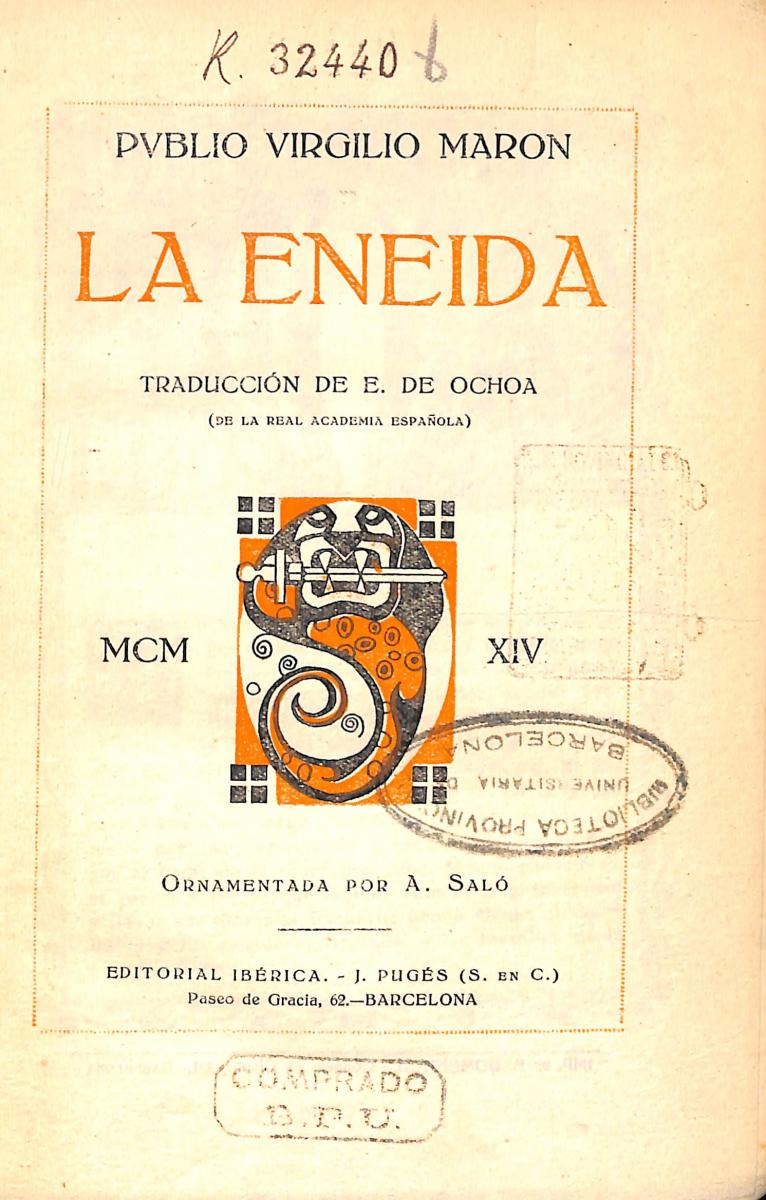 R. 32440
PVBLIO VIRGILIO MARON
LA ENEIDA
TRADUCCIÓN DE E. DE OCHOA
(DE LA REAL ACADEMIA ESPAÑOLA)
MCM XIV
BIBLIOTECA PROVINC
UNIVERSITARIA D
BARCELONA
ORNAMENTADA POR A. SALÓ
EDITORIAL IBÉRICA. - J. PUGÉS (S. EN C.)
Paseo de Gracia, 62.—BARCELONA
COMPRADO
B.P.U.